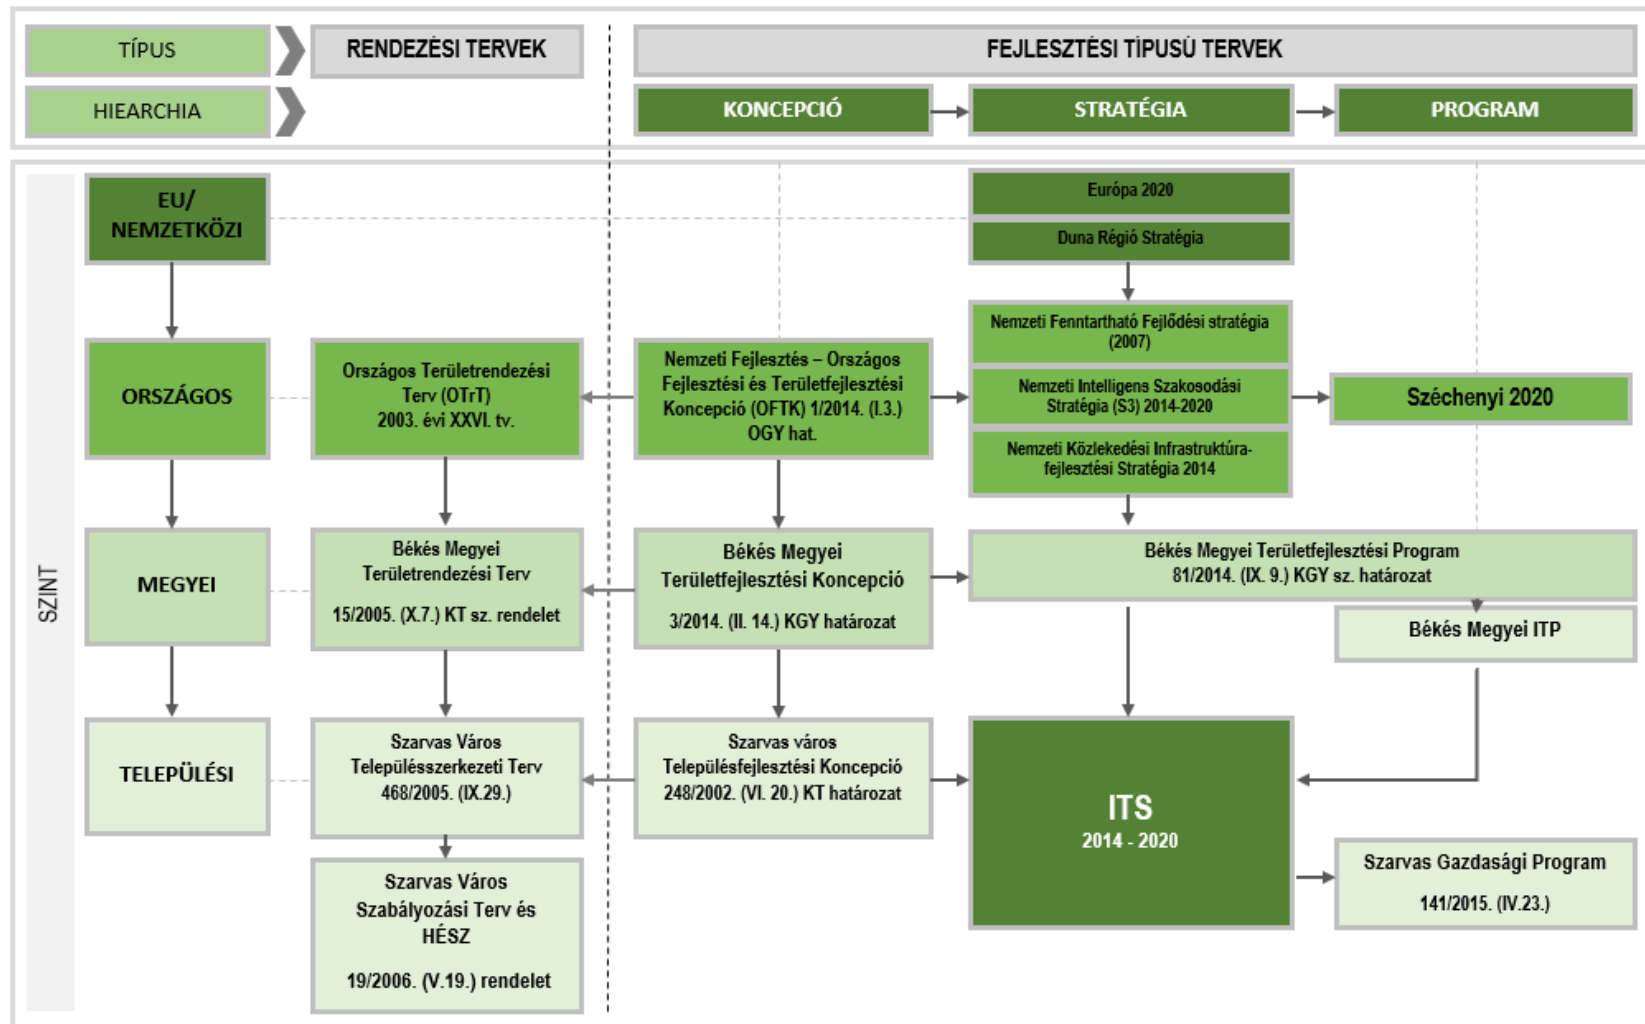 TÍPUS
RENDEZÉSI TERVEK
FEJLESZTÉSI TÍPUSÚ TERVEK
HIEARCHIA
KONCEPCIÓ
STRATÉGIA
PROGRAM
SZINT
EU/
NEMZETKÖZI
Európa 2020
Duna Régió Stratégia
ORSZÁGOS
Országos Területrendezési
Terv (OTrT)
2003. évi XXVI. tv.
Nemzeti Fejlesztés – Országos
Fejlesztési és Területfejlesztési
Koncepció (OFTK) 1/2014. (I.3.)
OGY hat.
Nemzeti Fenntartható Fejlődési stratégia
(2007)
Nemzeti Intelligens Szakosodási
Stratégia (S3) 2014-2020
Nemzeti Közlekedési Infrastruktúra-
fejlesztési Stratégia 2014
Széchenyi 2020
MEGYEI
Békés Megyei
Területrendezési Terv
15/2005. (X.7.) KT sz. rendelet
Békés Megyei
Területfejlesztési Koncepció
3/2014. (II. 14.) KGY határozat
Békés Megyei Területfejlesztési Program
81/2014. (IX. 9.) KGY sz. határozat
Békés Megyei ITP
TELEPÜLÉSI
Szarvas Város
Településszerkezeti Terv
468/2005. (IX.29.)
Szarvas város
Településfejlesztési Koncepció
248/2002. (VI. 20.) KT határozat
ITS
2014 - 2020
Szarvas Város
Szabályozási Terv és
HÉSZ
19/2006. (V.19.) rendelet
Szarvas Gazdasági Program
141/2015. (IV.23.)